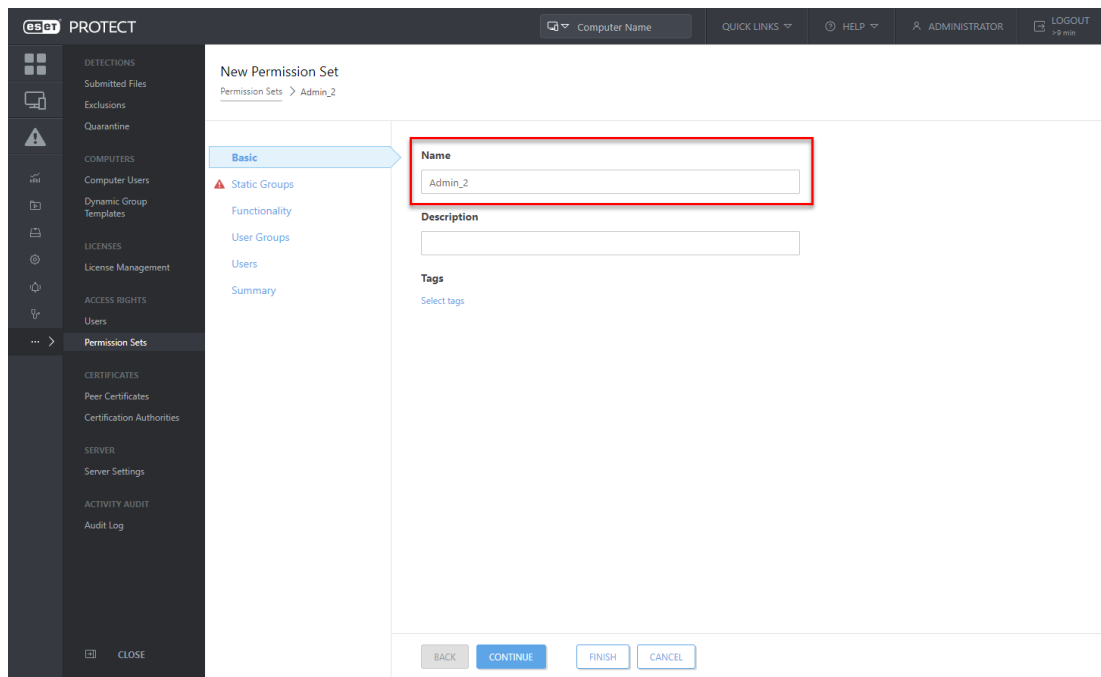 eset PROTECT
Computer Name
QUICK LINKS
HELP
ADMINISTRATOR
LOGOUT
>9 min
DETECTIONS
Submitted Files
Exclusions
Quarantine
COMPUTERS
Computer Users
Dynamic Group
Templates
LICENSES
License Management
ACCESS RIGHTS
Users
Permission Sets
CERTIFICATES
Peer Certificates
Certification Authorities
SERVER
Server Settings
ACTIVITY AUDIT
Audit Log
CLOSE
New Permission Set
Permission Sets > Admin_2
Basic
Static Groups
Functionality
User Groups
Users
Summary
Name
Admin_2
Description
Tags
Select tags
BACK
CONTINUE
FINISH
CANCEL